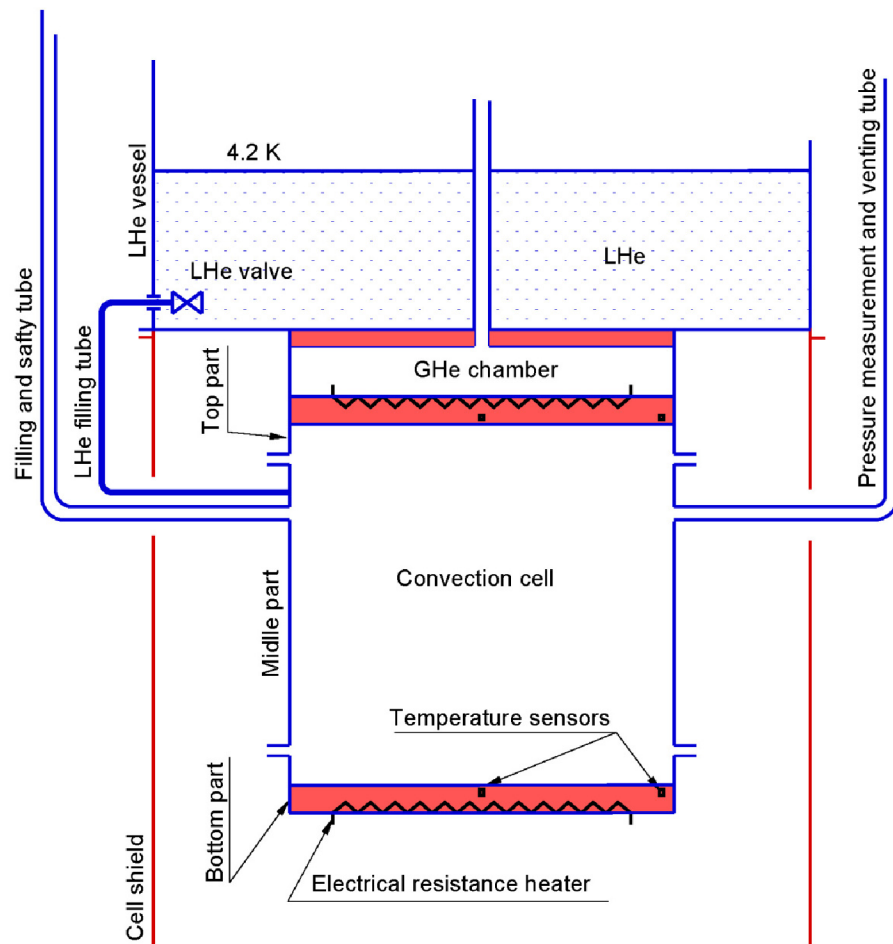 4.2 K
LHe vessel
LHe
LHe valve
Pressure measurement and venting tube
Filling and safty tube
LHe filling tube
Top part
GHe chamber
Convection cell
Midlle part
Temperature sensors
Bottom part
Electrical resistance heater
Cell shield